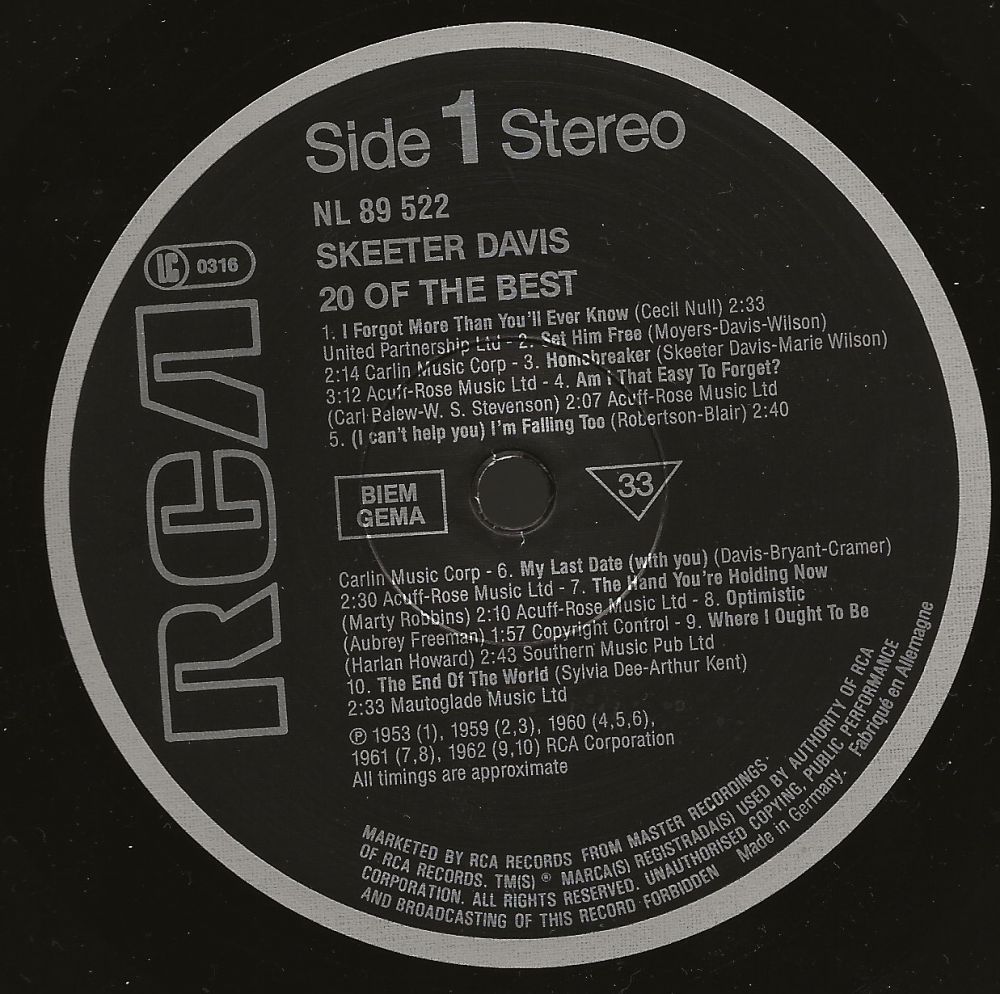 Side 1 Stereo
NL 89 522
SKEETER DAVIS
20 OF THE BEST
LC 0316
RCA
1. I Forgot More Than You'll Ever Know (Cecil Null) 2:33
United Partnership Ltd - 2. Set Him Free (Moyers-Davis-Wilson)
2:14 Carlin Music Corp - 3. Homebreaker (Skeeter Davis-Marie Wilson)
3:12 Acuff-Rose Music Ltd - 4. Am I That Easy To Forget?
(Carl Belew-W. S. Stevenson) 2:07 Acuff-Rose Music Ltd
5. (I can't help you) I'm Falling Too (Robertson-Blair) 2:40
BIEM
GEMA
33
Carlin Music Corp - 6. My Last Date (with you) (Davis-Bryant-Cramer)
2:30 Acuff-Rose Music Ltd - 7. The Hand You're Holding Now
(Marty Robbins) 2:10 Acuff-Rose Music Ltd - 8. Optimistic
(Aubrey Freeman) 1:57 Copyright Control - 9. Where I Ought To Be
(Harlan Howard) 2:43 Southern Music Pub Ltd
10. The End Of The World (Sylvia Dee-Arthur Kent)
2:33 Mautoglade Music Ltd
℗ 1953 (1), 1959 (2,3), 1960 (4,5,6),
1961 (7,8), 1962 (9,10) RCA Corporation
All timings are approximate
MARKETED BY RCA RECORDS FROM MASTER RECORDINGS
OF RCA RECORDS. TM(S) ® MARCA(S) REGISTRADA(S) USED BY AUTHORITY OF RCA
CORPORATION. ALL RIGHTS RESERVED. UNAUTHORISED COPYING, PUBLIC PERFORMANCE
AND BROADCASTING OF THIS RECORD FORBIDDEN Made in Germany. Fabriqué en Allemagne